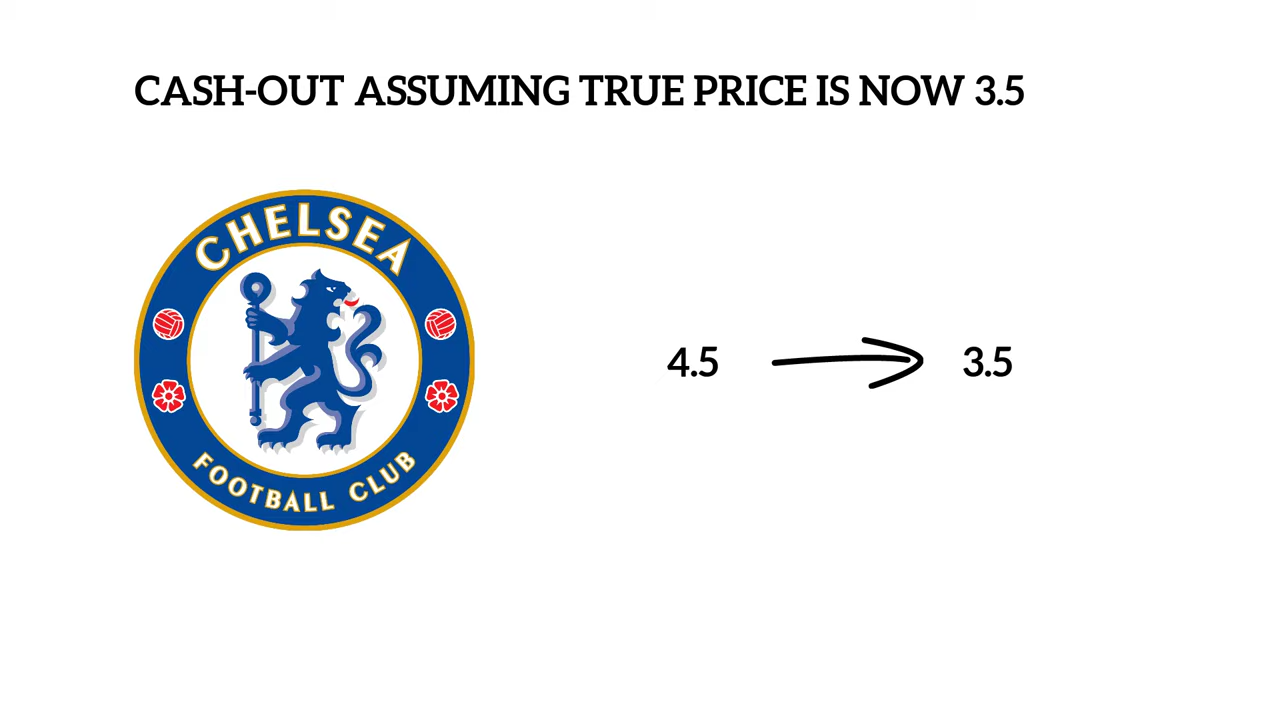 CASH-OUT ASSUMING TRUE PRICE IS NOW 3.5
CHELSEA
4.5
3.5
FOOTBALL CLUB